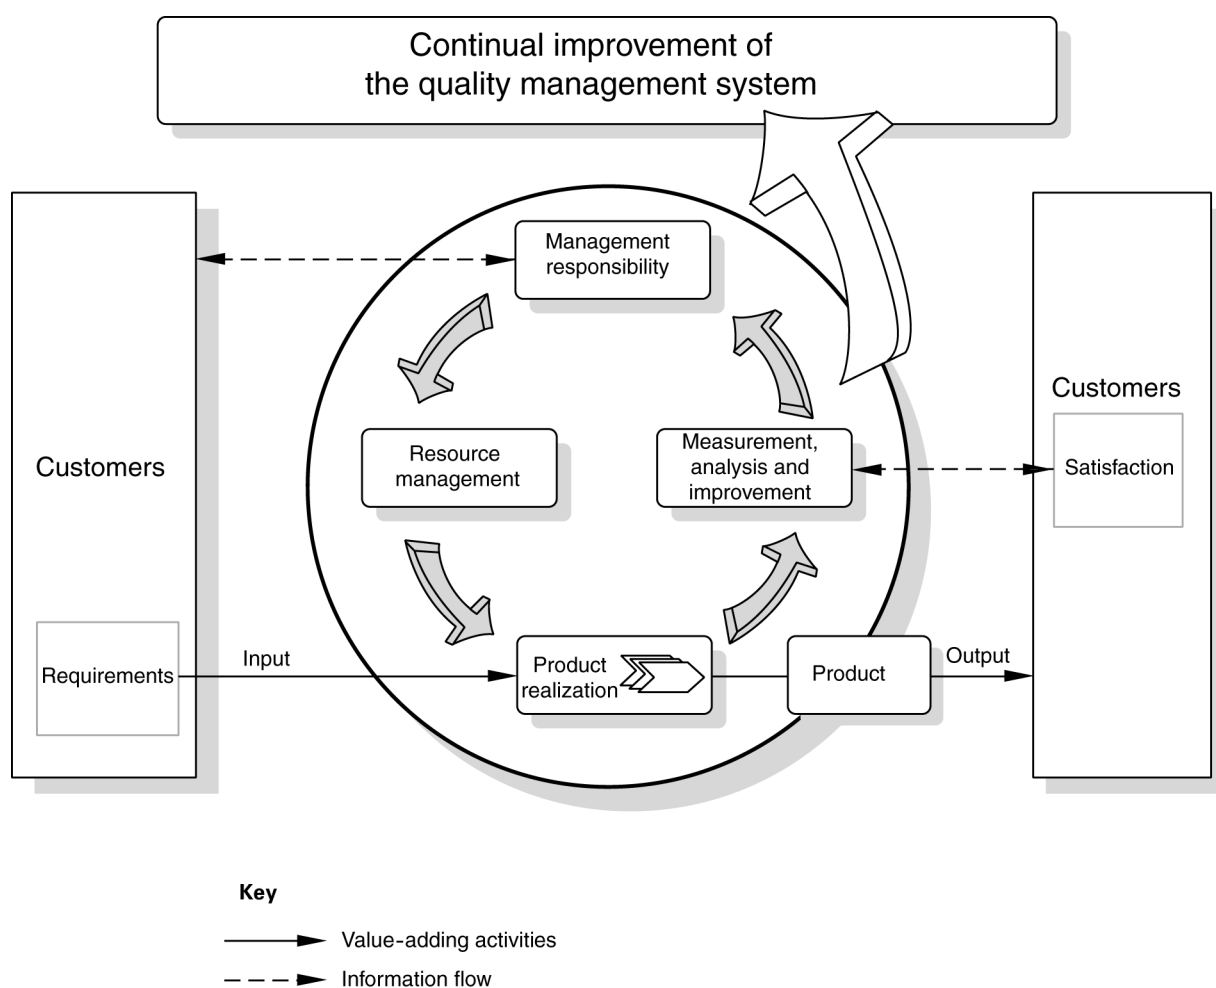 Continual improvement of
the quality management system
Management
responsibility
Customers
Resource
management
Measurement,
analysis and
improvement
Customers
Satisfaction
Requirements
Input
Product
realization
Product
Output
Key
Value-adding activities
Information flow